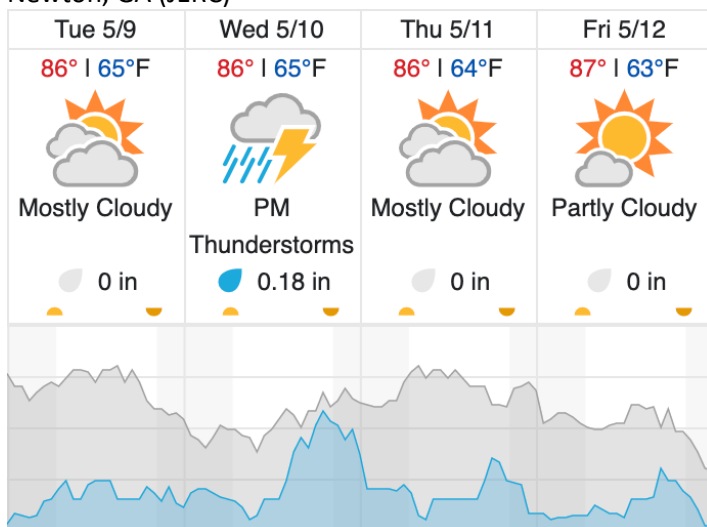 Tue 5/9 Wed 5/10 Thu 5/11 Fri 5/12
86° | 65°F 86° | 65°F 86° | 64°F 87° | 63°F
Mostly Cloudy PM Mostly Cloudy Partly Cloudy
Thunderstorms
0 in 0.18 in 0 in 0 in